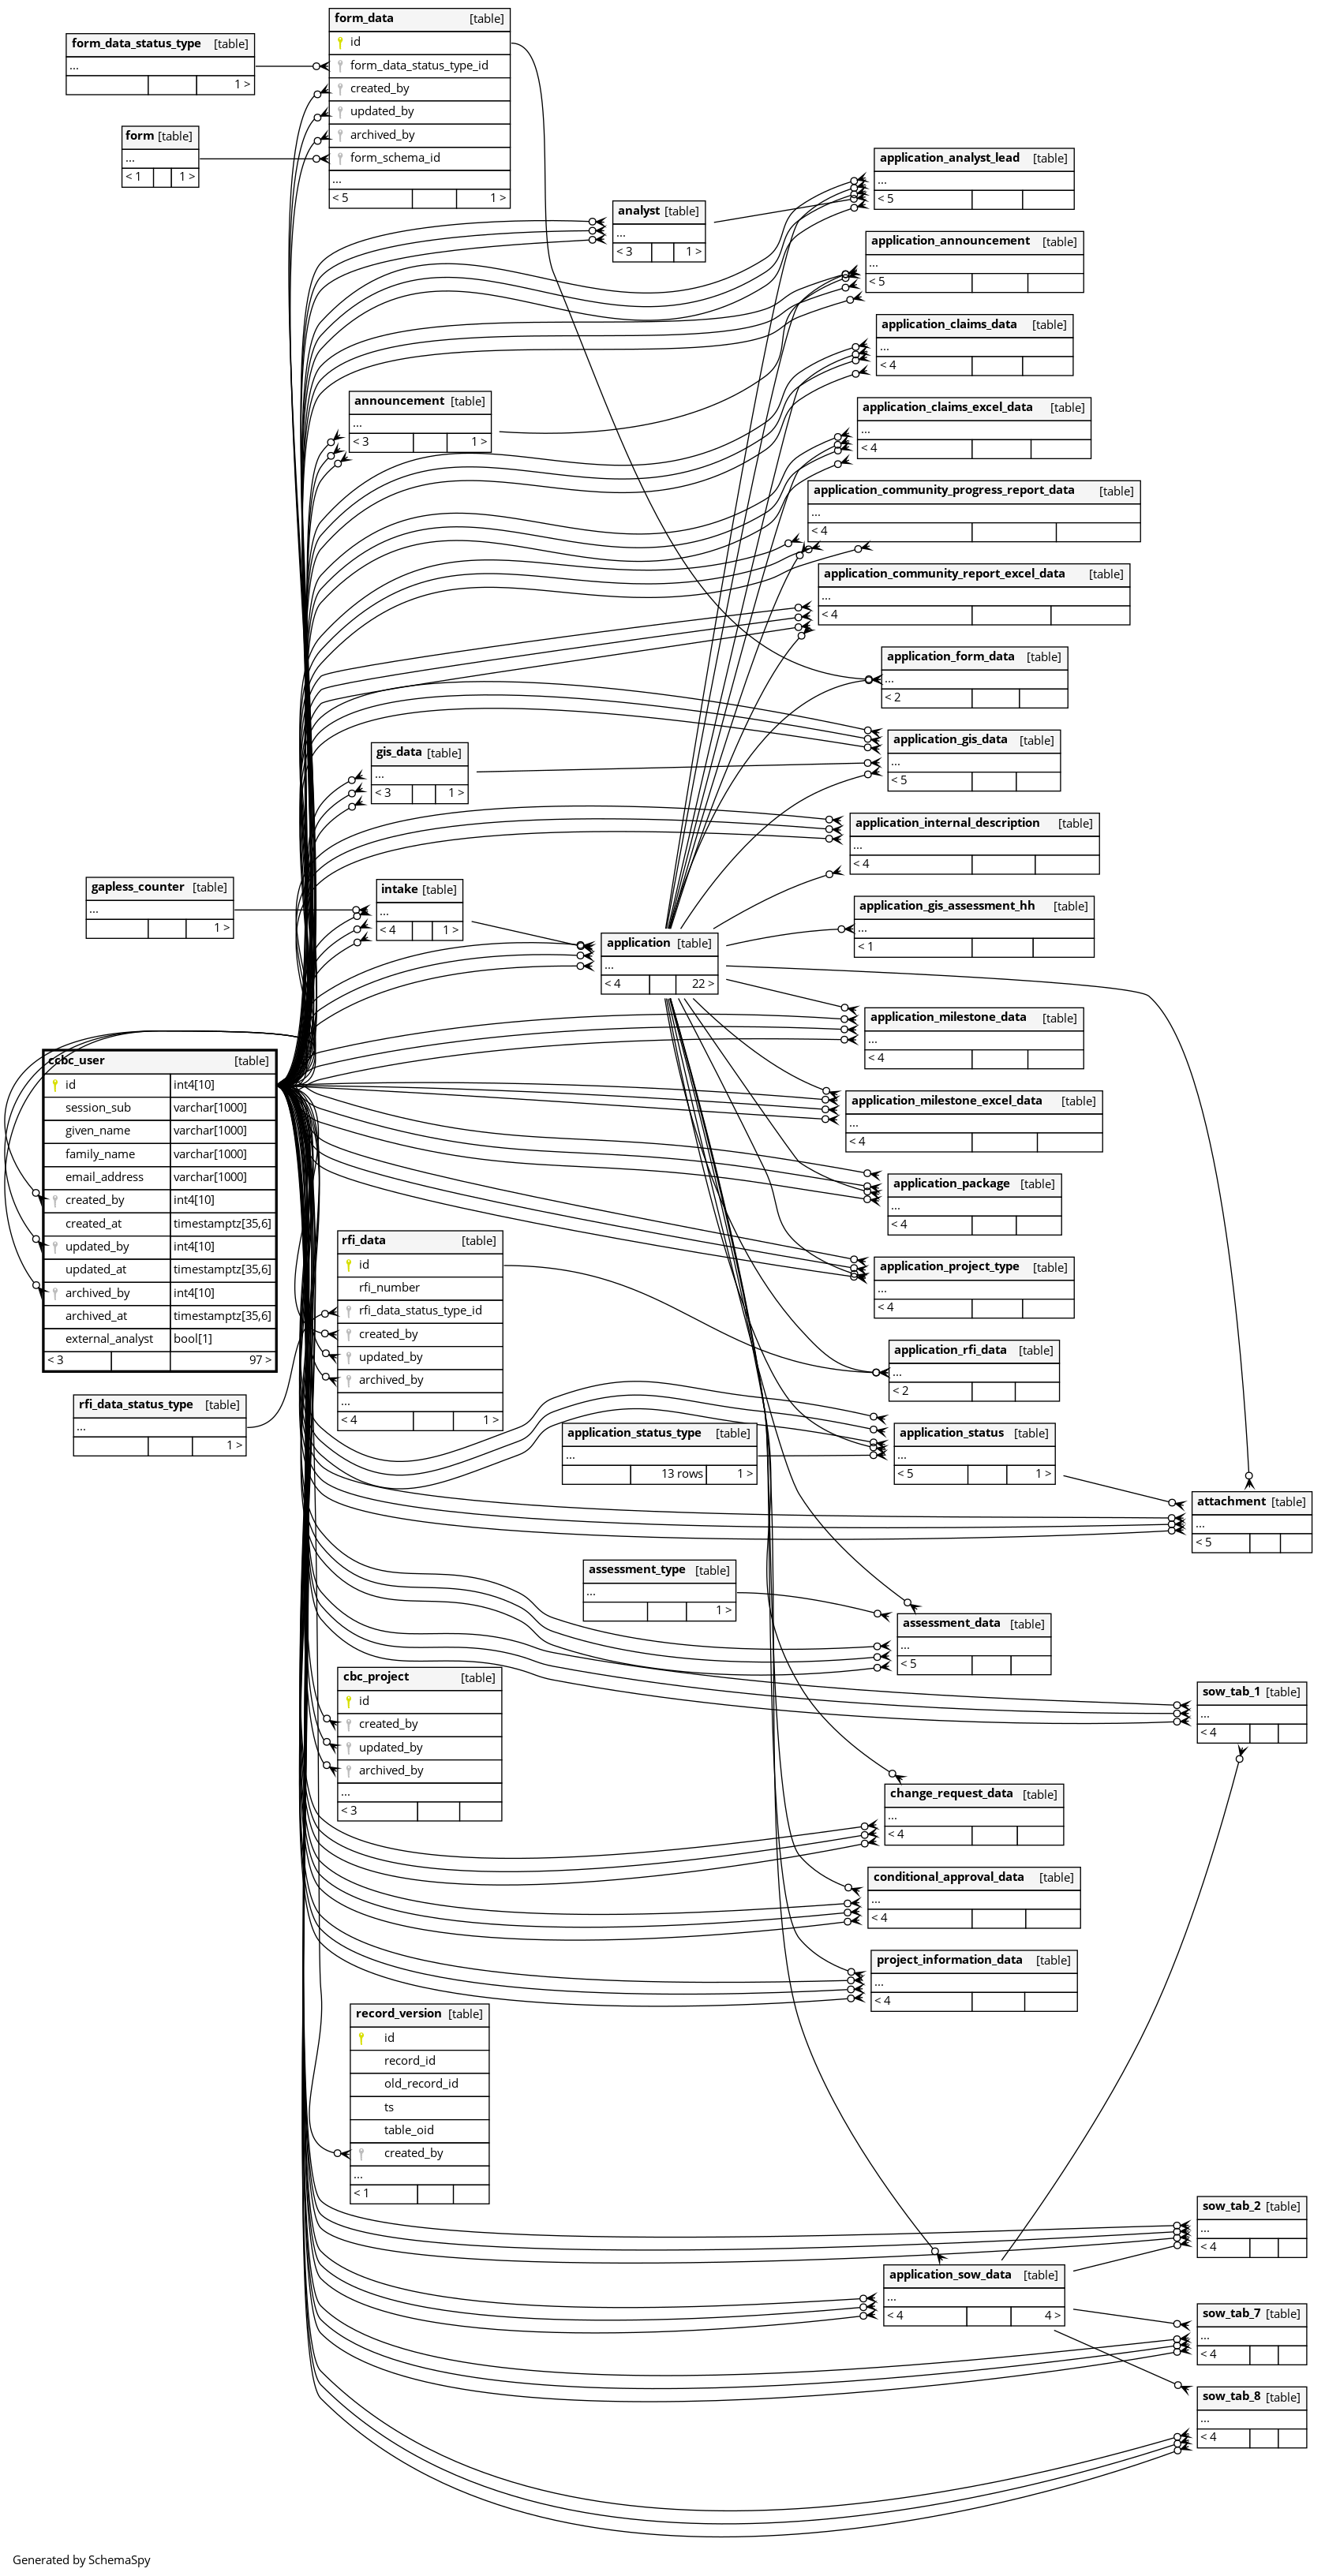 form_data_status_type [table]
...
1 >
form [table]
...
< 1 1 >
form_data [table]
id
form_data_status_type_id
created_by
updated_by
archived_by
form_schema_id
...
< 5 1 >
analyst [table]
...
< 3 1 >
application_analyst_lead [table]
...
< 5
application_announcement [table]
...
< 5
application_claims_data [table]
...
< 4
announcement [table]
...
< 3 1 >
application_claims_excel_data [table]
...
< 4
application_community_progress_report_data [table]
...
< 4
application_community_report_excel_data [table]
...
< 4
application_form_data [table]
...
< 2
application_gis_data [table]
...
< 5
gis_data [table]
...
< 3 1 >
application_internal_description [table]
...
< 4
gapless_counter [table]
...
1 >
intake [table]
...
< 4 1 >
application_gis_assessment_hh [table]
...
< 1
application [table]
...
< 4 22 >
application_milestone_data [table]
...
< 4
ccbc_user [table]
id int4[10]
session_sub varchar[1000]
given_name varchar[1000]
family_name varchar[1000]
email_address varchar[1000]
created_by int4[10]
created_at timestamptz[35,6]
updated_by int4[10]
updated_at timestamptz[35,6]
archived_by int4[10]
archived_at timestamptz[35,6]
external_analyst bool[1]
< 3 97 >
application_milestone_excel_data [table]
...
< 4
application_package [table]
...
< 4
rfi_data [table]
id
rfi_number
rfi_data_status_type_id
created_by
updated_by
archived_by
...
< 4 1 >
application_project_type [table]
...
< 4
application_rfi_data [table]
...
< 2
rfi_data_status_type [table]
...
1 >
application_status_type [table]
...
13 rows 1 >
application_status [table]
...
< 5 1 >
attachment [table]
...
< 5
assessment_type [table]
...
1 >
assessment_data [table]
...
< 5
cbc_project [table]
id
created_by
updated_by
archived_by
...
< 3
sow_tab_1 [table]
...
< 4
change_request_data [table]
...
< 4
conditional_approval_data [table]
...
< 4
project_information_data [table]
...
< 4
record_version [table]
id
record_id
old_record_id
ts
table_oid
created_by
...
< 1
sow_tab_2 [table]
...
< 4
application_sow_data [table]
...
< 4 4 >
sow_tab_7 [table]
...
< 4
sow_tab_8 [table]
...
< 4
Generated by SchemaSpy